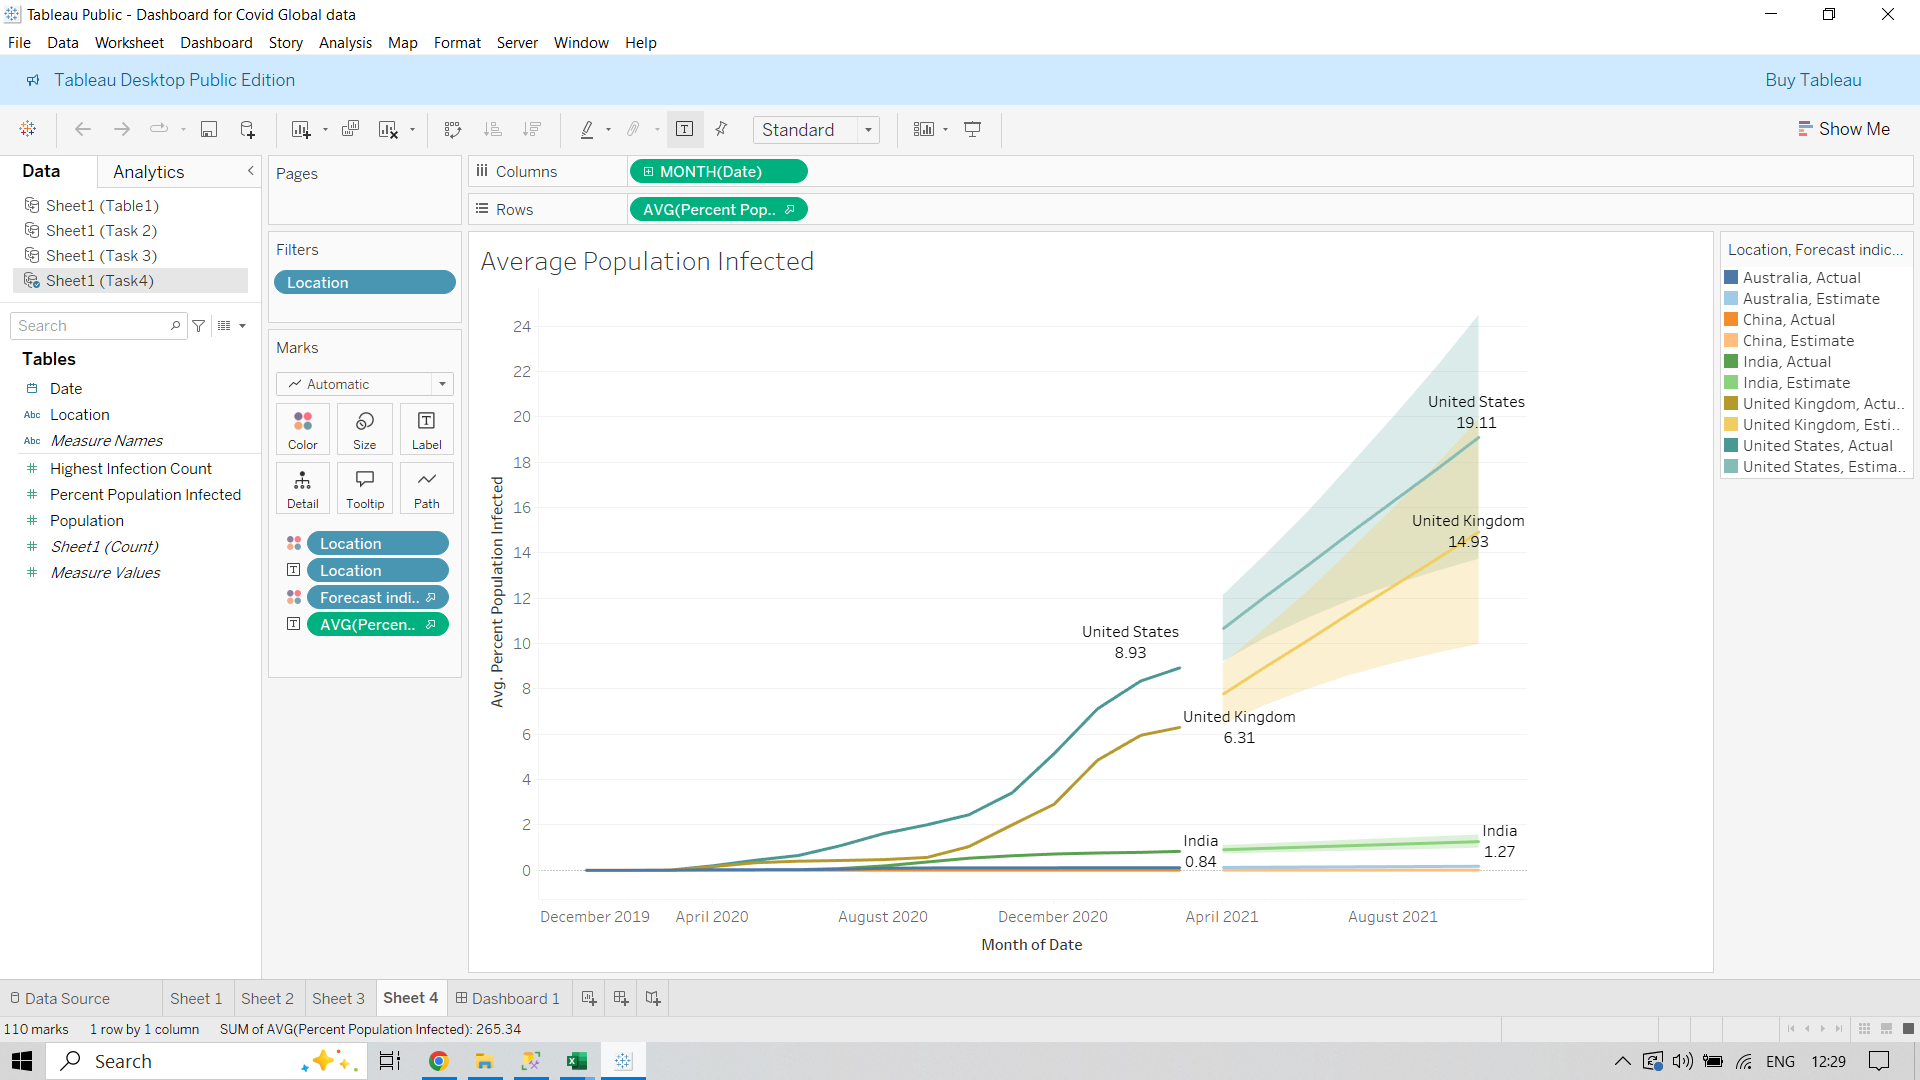 Tableau Public - Dashboard for Covid Global data
File Data Worksheet Dashboard Story Analysis Map Format Server Window Help
Tableau Desktop Public Edition
Buy Tableau
Standard
Show Me
Data
Analytics
Sheet1 (Table1)
Sheet1 (Task 2)
Sheet1 (Task 3)
Sheet1 (Task4)
Search
Tables
Date
Abc Location
Abc Measure Names
Highest Infection Count
Percent Population Infected
Population
Sheet1 (Count)
Measure Values
Pages
Filters
Location
Marks
Automatic
Color Size Label
Detail Tooltip Path
Location
Location
Forecast indi..
AVG(Percen..
Columns
MONTH(Date)
Rows
AVG(Percent Pop..
Average Population Infected
Avg. Percent Population Infected
24
22
20
18
16
14
12
10
8
6
4
2
0
United States
19.11
United Kingdom
14.93
United States
8.93
United Kingdom
6.31
India
0.84
India
1.27
December 2019 April 2020 August 2020 December 2020 April 2021 August 2021
Month of Date
Location, Forecast indic...
Australia, Actual
Australia, Estimate
China, Actual
China, Estimate
India, Actual
India, Estimate
United Kingdom, Actu..
United Kingdom, Esti..
United States, Actual
United States, Estima..
Data Source Sheet 1 Sheet 2 Sheet 3 Sheet 4 Dashboard 1
110 marks 1 row by 1 column SUM of AVG(Percent Population Infected): 265.34
Search
ENG 12:29